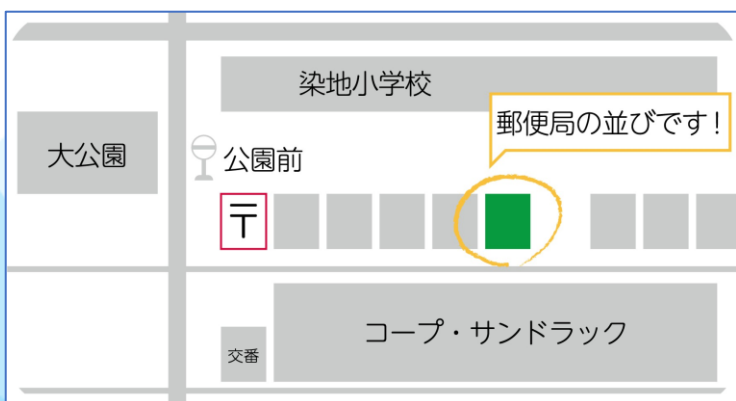 染地小学校
郵便局の並びです!
大公園
公園前
〒
コープ・サンドラック
交番